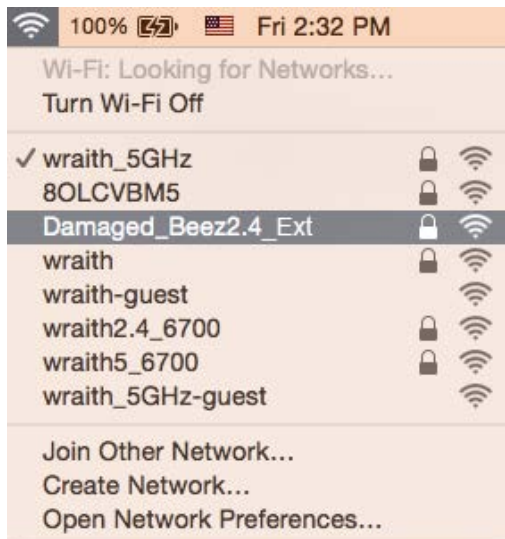 100% Fri 2:32 PM
Wi-Fi: Looking for Networks...
Turn Wi-Fi Off
wraith_5GHz
8OLCVBM5
Damaged_Beez2.4_Ext
wraith
wraith-guest
wraith2.4_6700
wraith5_6700
wraith_5GHz-guest
Join Other Network...
Create Network...
Open Network Preferences...